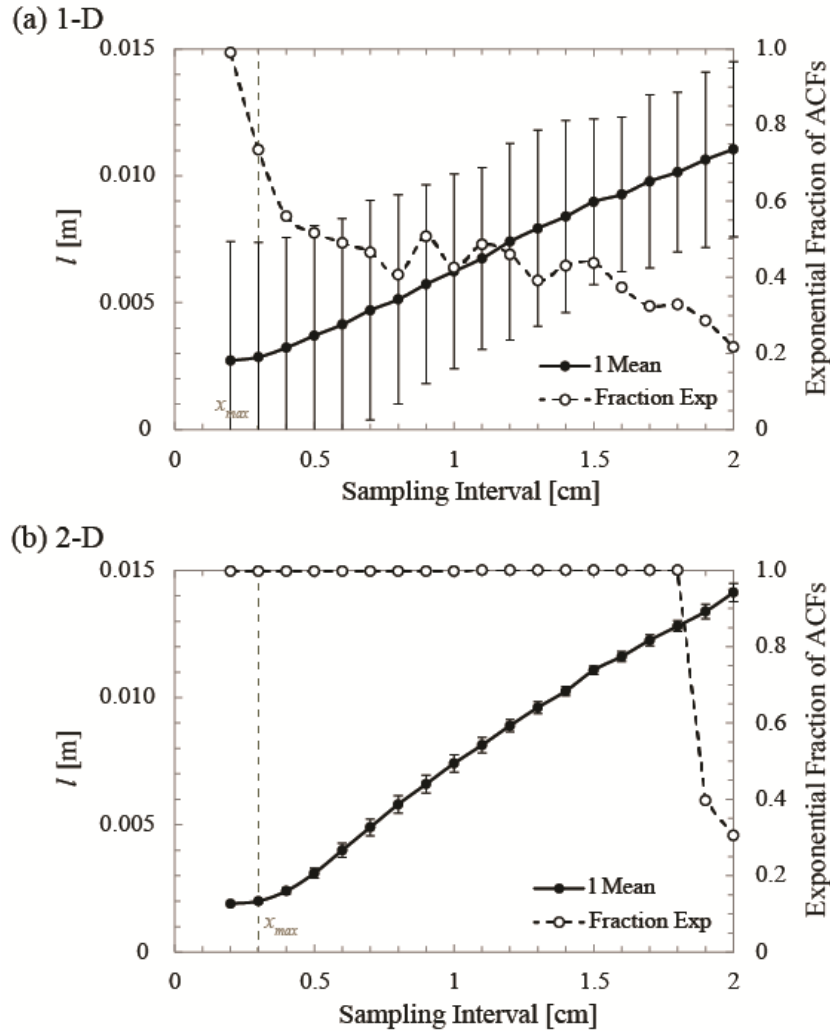 (a) 1-D
0.015
0.010
0.005
0
l [m]
1.0
0.8
0.6
0.4
0.2
0
Exponential Fraction of ACFs
x_max
l Mean
Fraction Exp
0 0.5 1 1.5 2
Sampling Interval [cm]
(b) 2-D
0.015
0.010
0.005
0
l [m]
1.0
0.8
0.6
0.4
0.2
0
Exponential Fraction of ACFs
x_max
l Mean
Fraction Exp
0 0.5 1 1.5 2
Sampling Interval [cm]